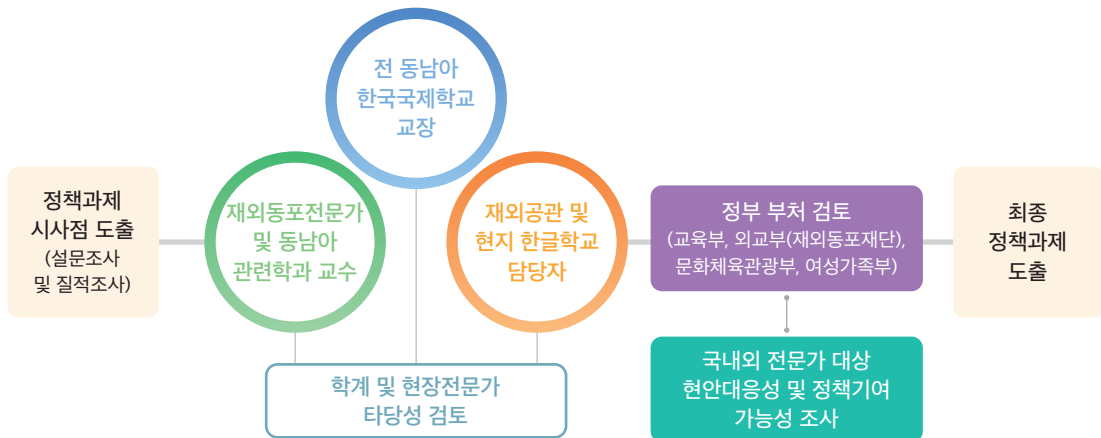 정책과제
시사점 도출
(설문조사
및 질적조사)
재외동포전문가
및 동남아
관련학과 교수
전 동남아
한국국제학교
교장
재외공관 및
현지 한글학교
담당자
학계 및 현장전문가
타당성 검토
정부 부처 검토
(교육부, 외교부(재외동포재단),
문화체육관광부, 여성가족부)
국내외 전문가 대상
현안대응성 및 정책기여
가능성 조사
최종
정책과제
도출